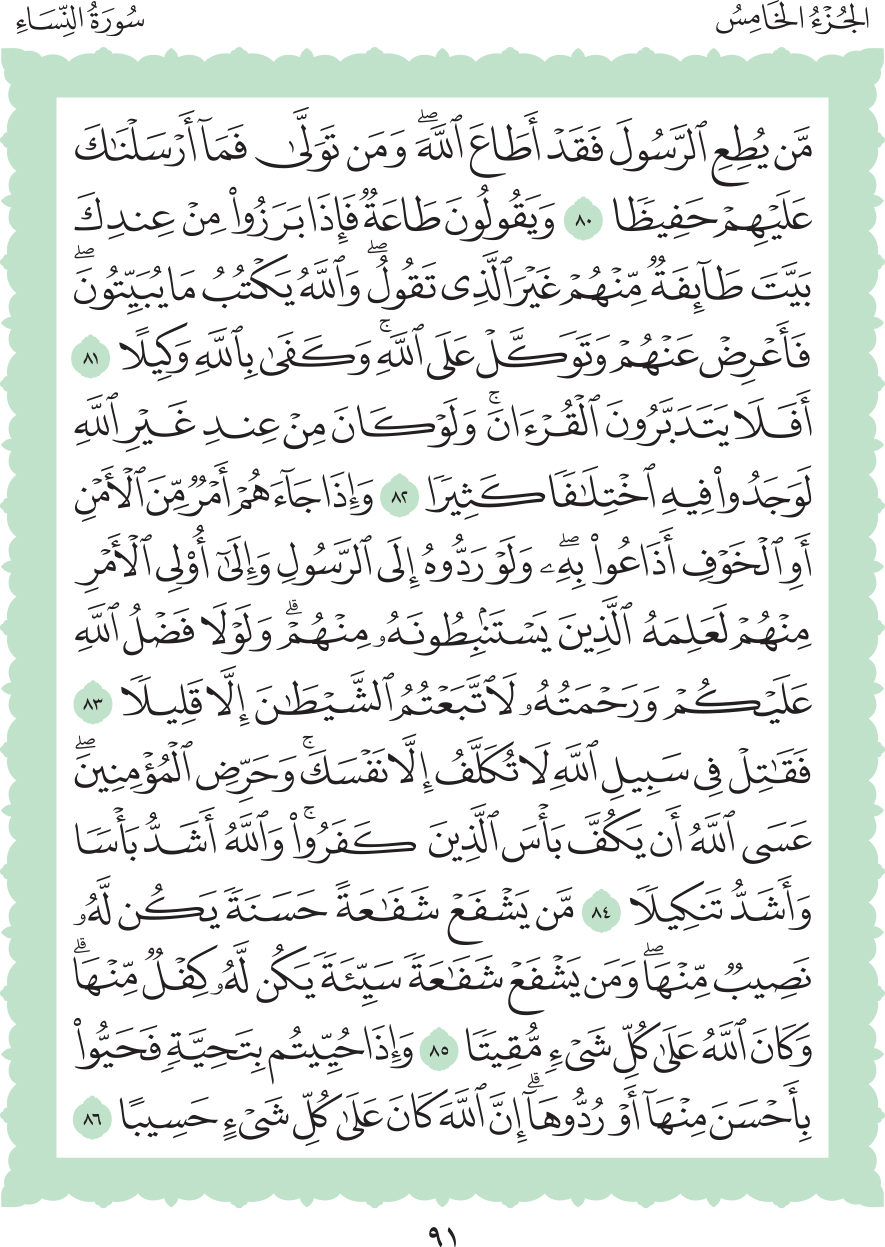 الجُزْءُ الخَامِسُ
سُورَةُ النِّسَاءِ
مَّن يُطِعِ ٱلرَّسُولَ فَقَدْ أَطَاعَ ٱللَّهَۖ وَمَن تَوَلَّىٰ فَمَآ أَرْسَلْنَٰكَ
عَلَيْهِمْ حَفِيظًا ٨٠ وَيَقُولُونَ طَاعَةٌ فَإِذَا بَرَزُوا۟ مِنْ عِندِكَ
بَيَّتَ طَآئِفَةٌ مِّنْهُمْ غَيْرَ ٱلَّذِى تَقُولُۖ وَٱللَّهُ يَكْتُبُ مَا يُبَيِّتُونَۖ
فَأَعْرِضْ عَنْهُمْ وَتَوَكَّلْ عَلَى ٱللَّهِۚ وَكَفَىٰ بِٱللَّهِ وَكِيلًا ٨١
أَفَلَا يَتَدَبَّرُونَ ٱلْقُرْءَانَۚ وَلَوْ كَانَ مِنْ عِندِ غَيْرِ ٱللَّهِ
لَوَجَدُوا۟ فِيهِ ٱخْتِلَٰفًا كَثِيرًا ٨٢ وَإِذَا جَآءَهُمْ أَمْرٌ مِّنَ ٱلْأَمْنِ
أَوِ ٱلْخَوْفِ أَذَاعُوا۟ بِهِۦۖ وَلَوْ رَدُّوهُ إِلَى ٱلرَّسُولِ وَإِلَىٰٓ أُو۟لِى ٱلْأَمْرِ
مِنْهُمْ لَعَلِمَهُ ٱلَّذِينَ يَسْتَنۢبِطُونَهُۥ مِنْهُمْۗ وَلَوْلَا فَضْلُ ٱللَّهِ
عَلَيْكُمْ وَرَحْمَتُهُۥ لَٱتَّبَعْتُمُ ٱلشَّيْطَٰنَ إِلَّا قَلِيلًا ٨٣
فَقَٰتِلْ فِى سَبِيلِ ٱللَّهِ لَا تُكَلَّفُ إِلَّا نَفْسَكَۚ وَحَرِّضِ ٱلْمُؤْمِنِينَۖ
عَسَى ٱللَّهُ أَن يَكُفَّ بَأْسَ ٱلَّذِينَ كَفَرُوا۟ۚ وَٱللَّهُ أَشَدُّ بَأْسًا
وَأَشَدُّ تَنكِيلًا ٨٤ مَّن يَشْفَعْ شَفَٰعَةً حَسَنَةً يَكُن لَّهُۥ
نَصِيبٌ مِّنْهَاۖ وَمَن يَشْفَعْ شَفَٰعَةً سَيِّئَةً يَكُن لَّهُۥ كِفْلٌ مِّنْهَاۗ
وَكَانَ ٱللَّهُ عَلَىٰ كُلِّ شَىْءٍ مُّقِيتًا ٨٥ وَإِذَا حُيِّيتُم بِتَحِيَّةٍ فَحَيُّوا۟
بِأَحْسَنَ مِنْهَآ أَوْ رُدُّوهَآۗ إِنَّ ٱللَّهَ كَانَ عَلَىٰ كُلِّ شَىْءٍ حَسِيبًا ٨٦
٩١